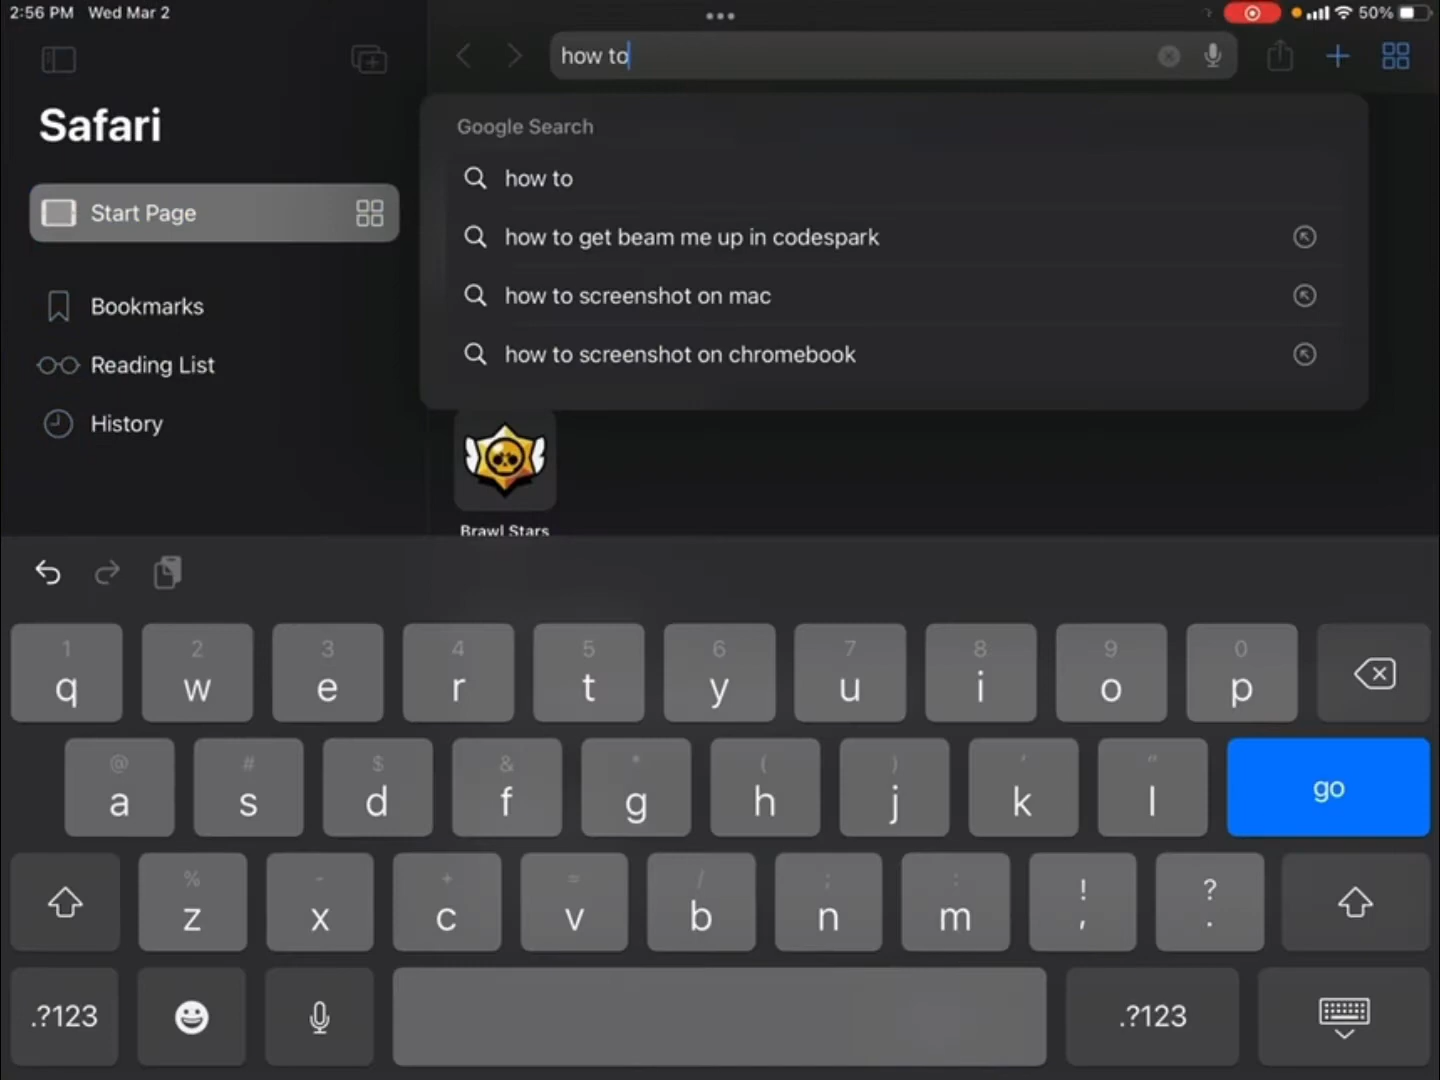 2:56 PM Wed Mar 2
50%
how to
Safari
Google Search
how to
Start Page
how to get beam me up in codespark
Bookmarks
how to screenshot on mac
Reading List
how to screenshot on chromebook
History
Brawl Stars
1 2 3 4 5 6 7 8 9 0
q w e r t y u i o p
@ # $ & * ( ) ' "
a s d f g h j k l go
% - + = / ; : ! ?
z x c v b n m , .
.?123 .?123